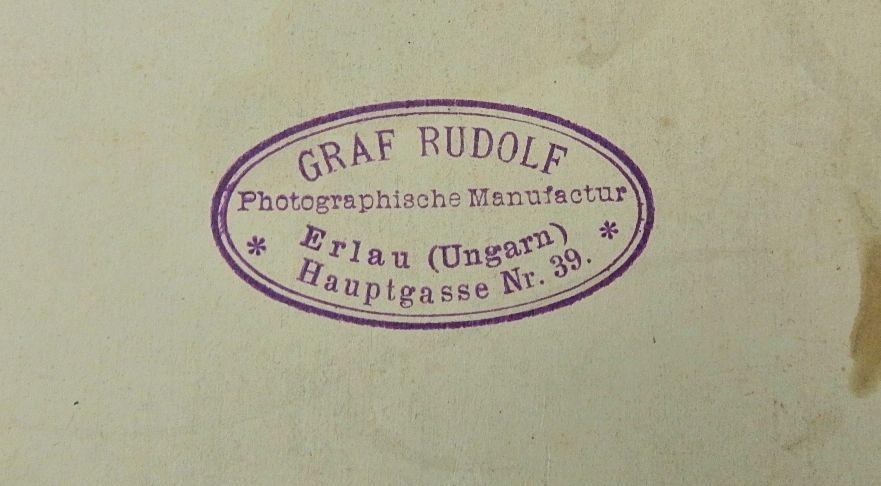 GRAF RUDOLF
Photographische Manufactur
* Erlau (Ungarn) *
Hauptgasse Nr. 39.